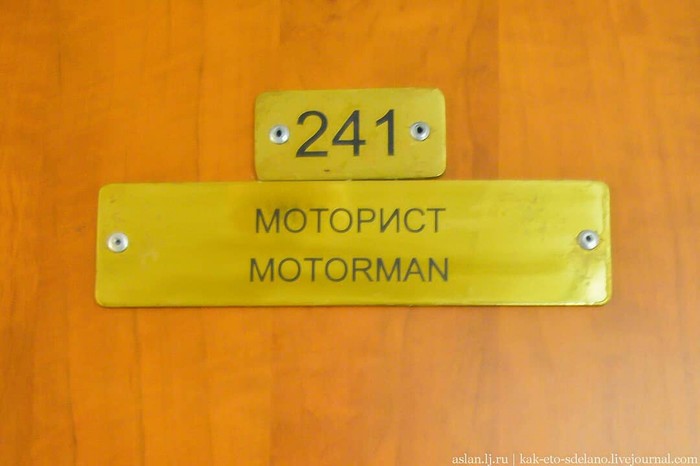 241
МОТОРИСТ
MOTORMAN
aslan.lj.ru | kak-eto-sdelano.livejournal.com